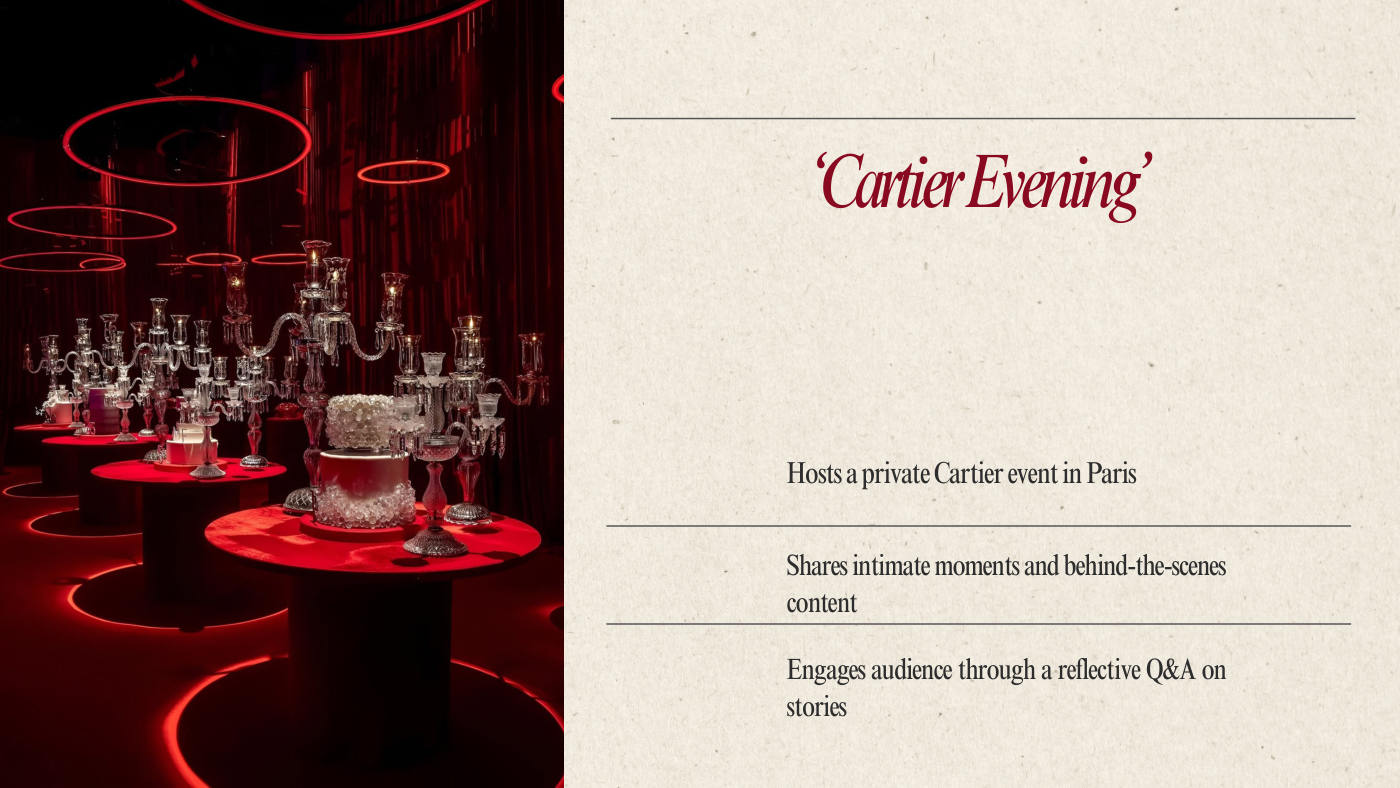 ‘Cartier Evening’
Hosts a private Cartier event in Paris
Shares intimate moments and behind-the-scenes
content
Engages audience through a reflective Q&A on
stories